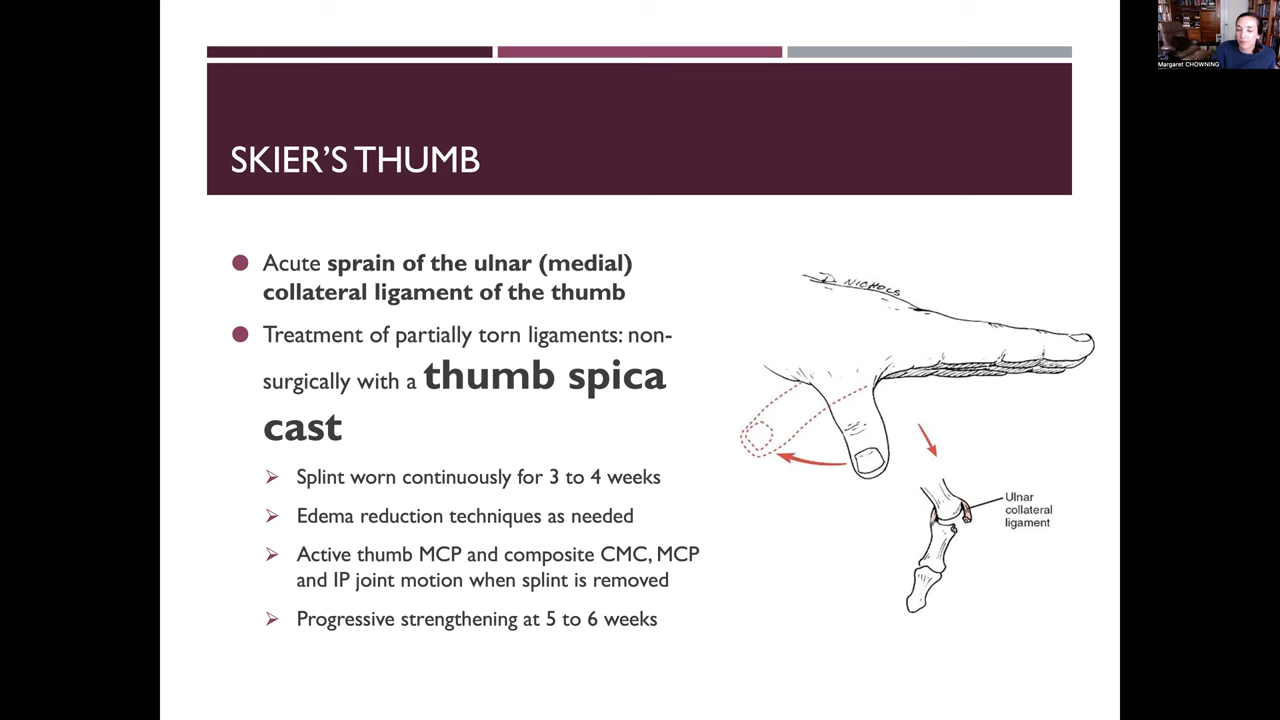 Margaret CHOWNING
SKIER'S THUMB
Acute sprain of the ulnar (medial)
collateral ligament of the thumb
Treatment of partially torn ligaments: non-
surgically with a thumb spica
cast
Splint worn continuously for 3 to 4 weeks
Edema reduction techniques as needed
Active thumb MCP and composite CMC, MCP
and IP joint motion when splint is removed
Progressive strengthening at 5 to 6 weeks
D. NICHOLS
Ulnar
collateral
ligament